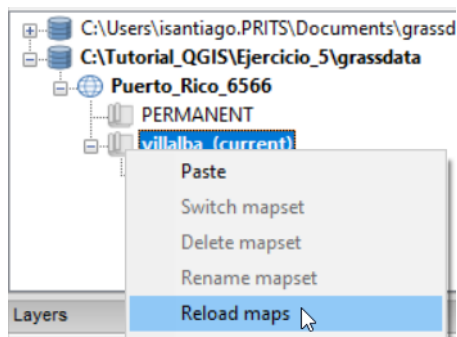 C:\Users\isantiago.PRITS\Documents\grassd
C:\Tutorial_QGIS\Ejercicio_5\grassdata
Puerto_Rico_6566
PERMANENT
villalba (current)
Paste
Switch mapset
Delete mapset
Rename mapset
Reload maps
Layers